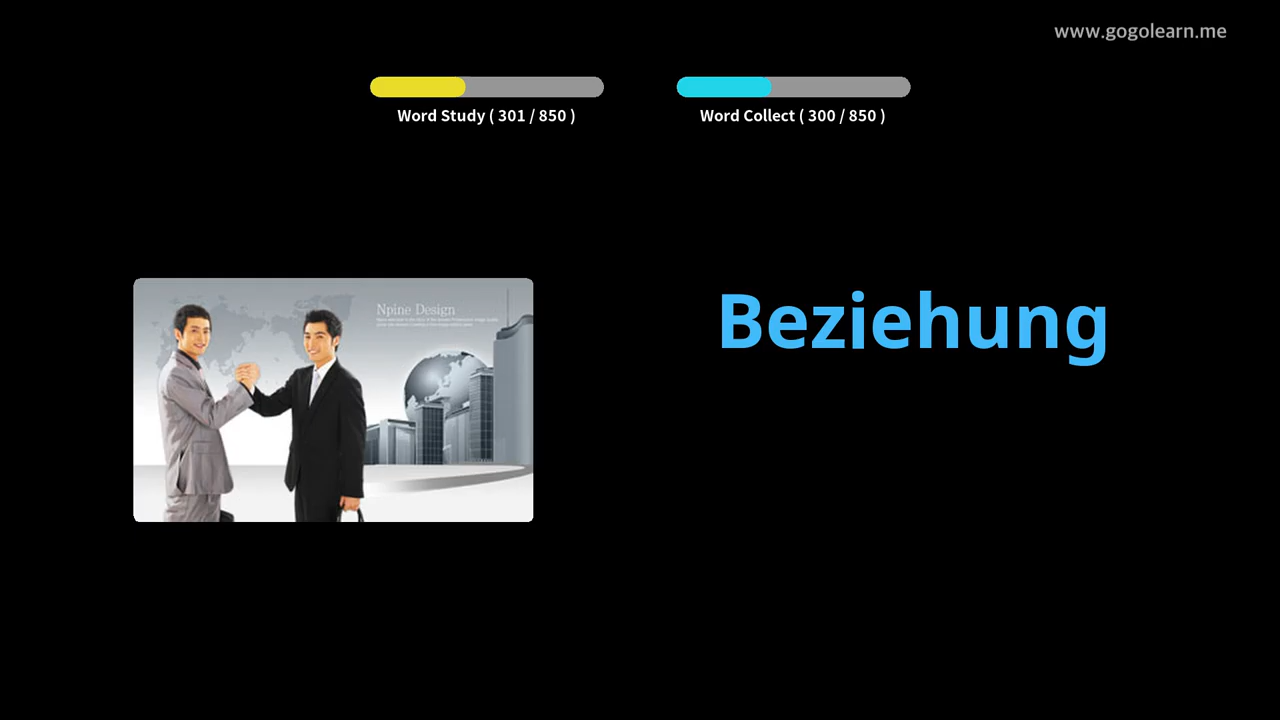 www.gogolearn.me
Word Study ( 301 / 850 )
Word Collect ( 300 / 850 )
Npine Design
Beziehung